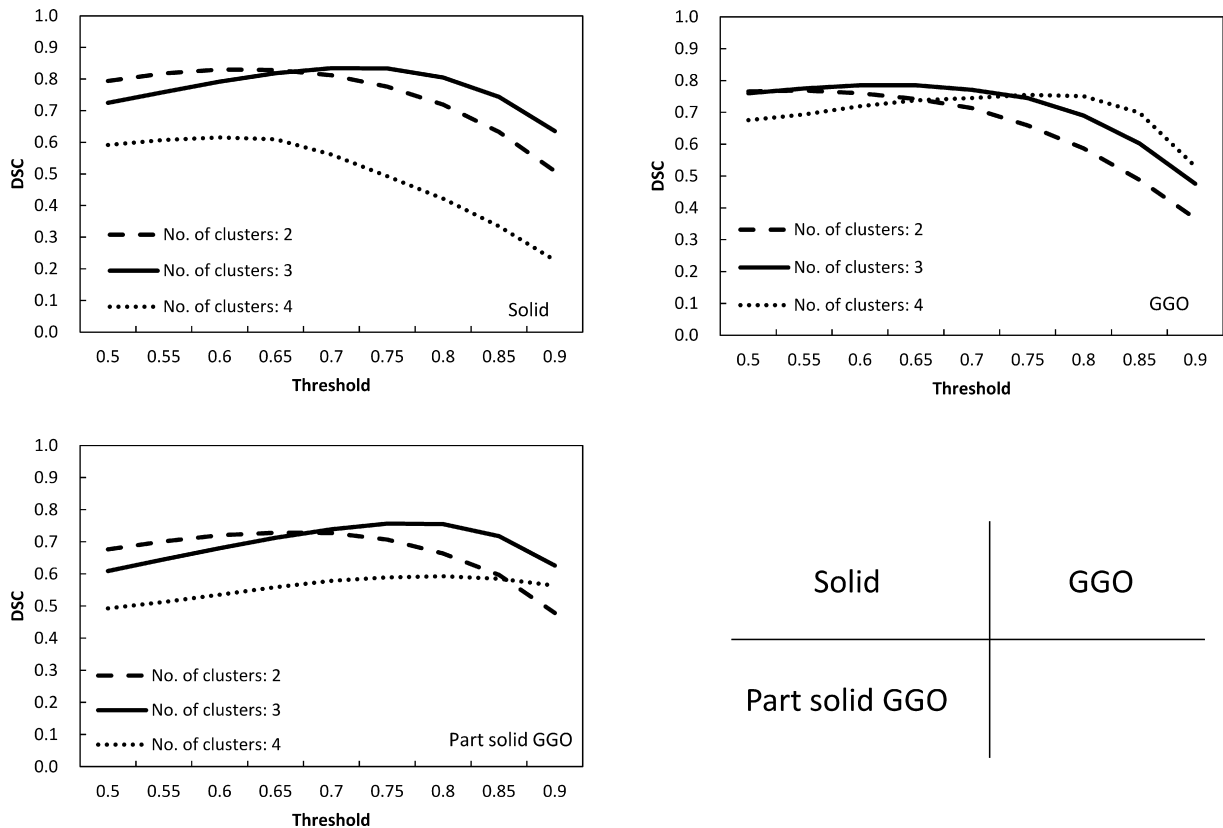 1.0
0.9
0.8
0.7
0.6
0.5
0.4
0.3
0.2
0.1
0.0
DSC
No. of clusters: 2
No. of clusters: 3
No. of clusters: 4
Solid
0.5 0.55 0.6 0.65 0.7 0.75 0.8 0.85 0.9
Threshold
1.0
0.9
0.8
0.7
0.6
0.5
0.4
0.3
0.2
0.1
0.0
DSC
No. of clusters: 2
No. of clusters: 3
No. of clusters: 4
GGO
0.5 0.55 0.6 0.65 0.7 0.75 0.8 0.85 0.9
Threshold
1.0
0.9
0.8
0.7
0.6
0.5
0.4
0.3
0.2
0.1
0.0
DSC
No. of clusters: 2
No. of clusters: 3
No. of clusters: 4
Part solid GGO
0.5 0.55 0.6 0.65 0.7 0.75 0.8 0.85 0.9
Threshold
Solid GGO
Part solid GGO